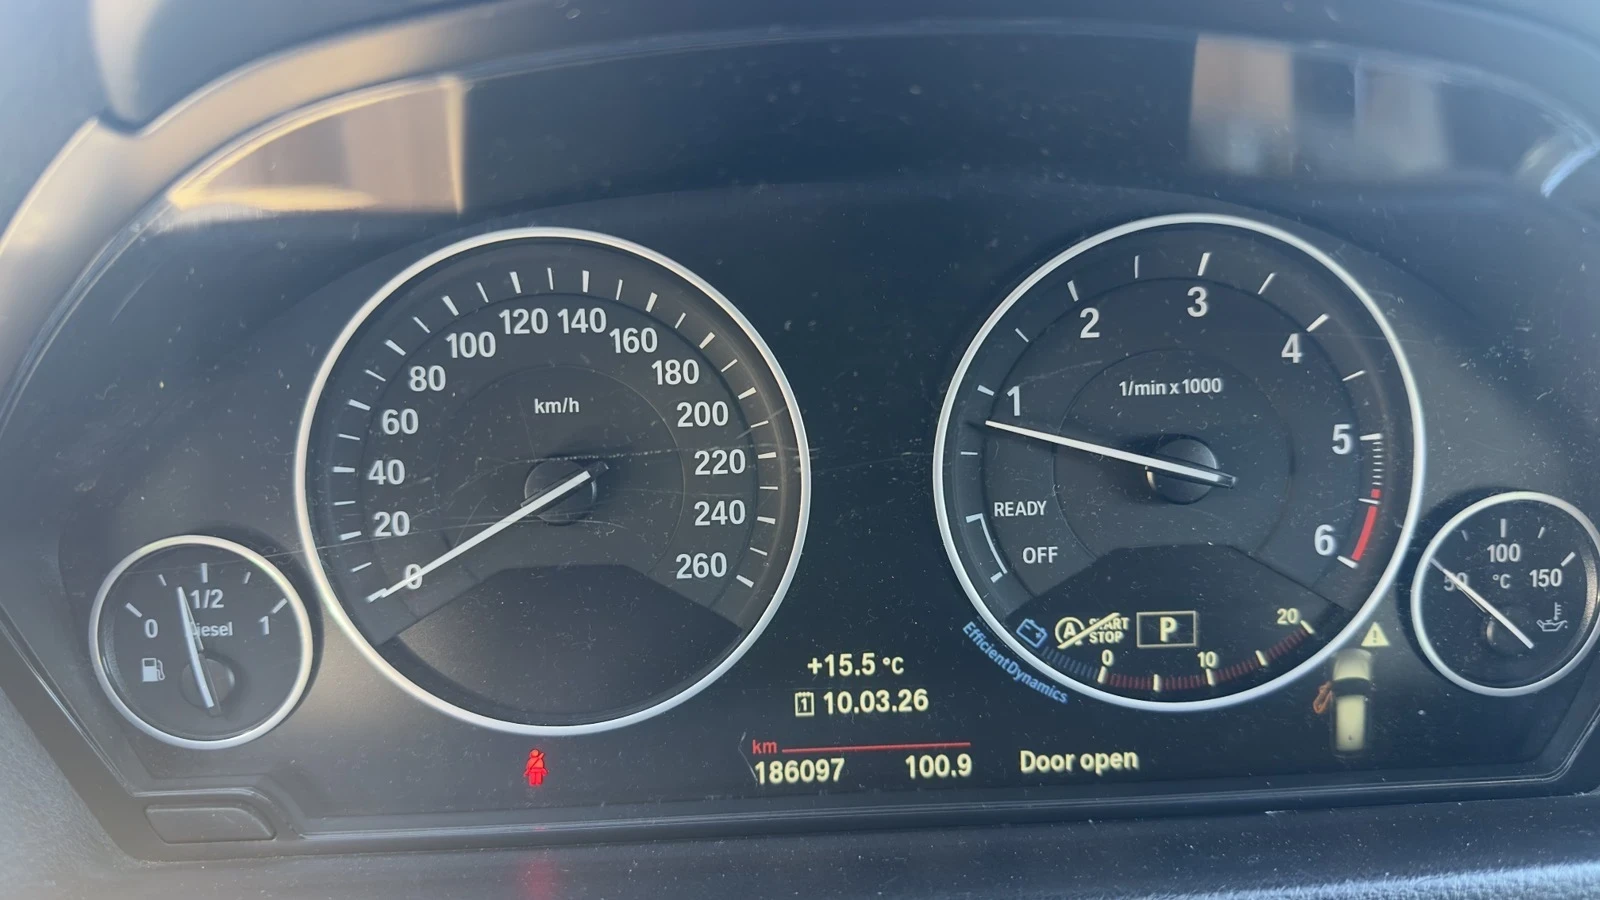 0
20
40
60
80
100
120
140
160
180
200
220
240
260
km/h
0
1/2
1
Diesel
1
2
3
4
5
6
1/min x 1000
READY
OFF
A
START
STOP
P
0
10
20
EfficientDynamics
50
100
150
°C
+15.5 °C
1 10.03.26
km
186097 100.9
Door open